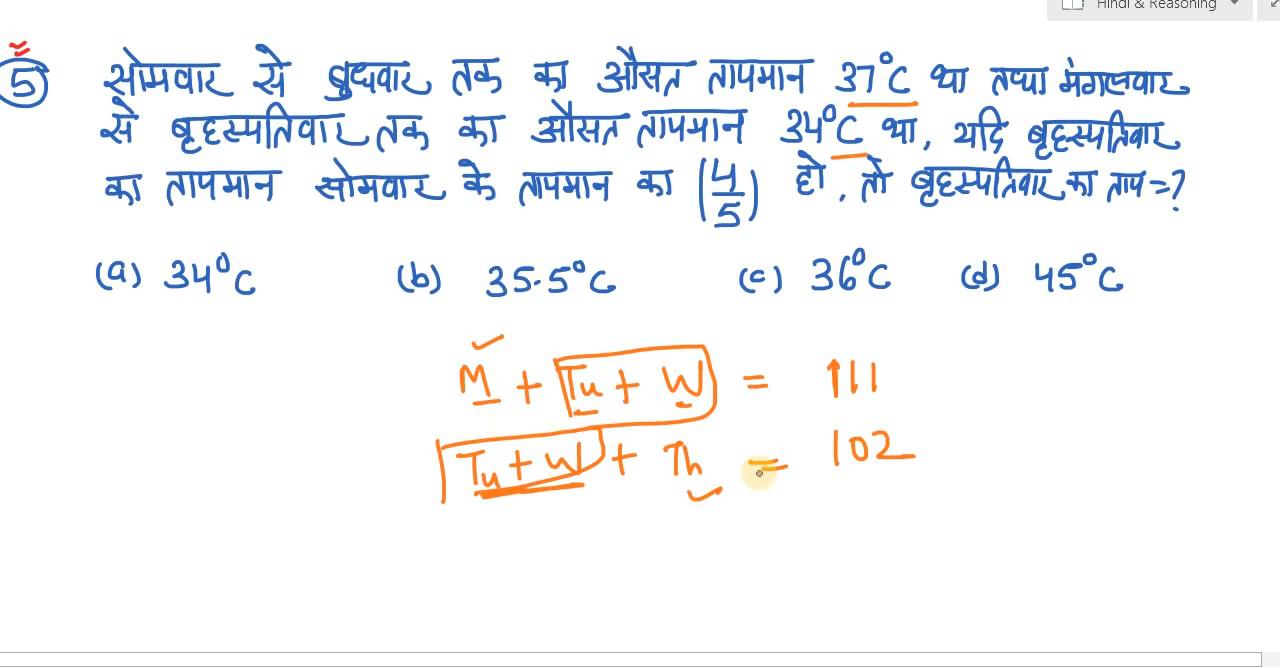 Hindi & Reasoning
5 सोमवार से बुधवार तक का औसत तापमान 37°C था तथा मंगलवार
से बृहस्पतिवार तक का औसत तापमान 34°C था, यदि बृहस्पतिवार
का तापमान सोमवार के तापमान का (4/5) हो, तो बृहस्पतिवार का ताप=?
(a) 34°C (b) 35.5°C (c) 36°C (d) 45°C
M + Tu + W = 111
Tu + W + Th = 102